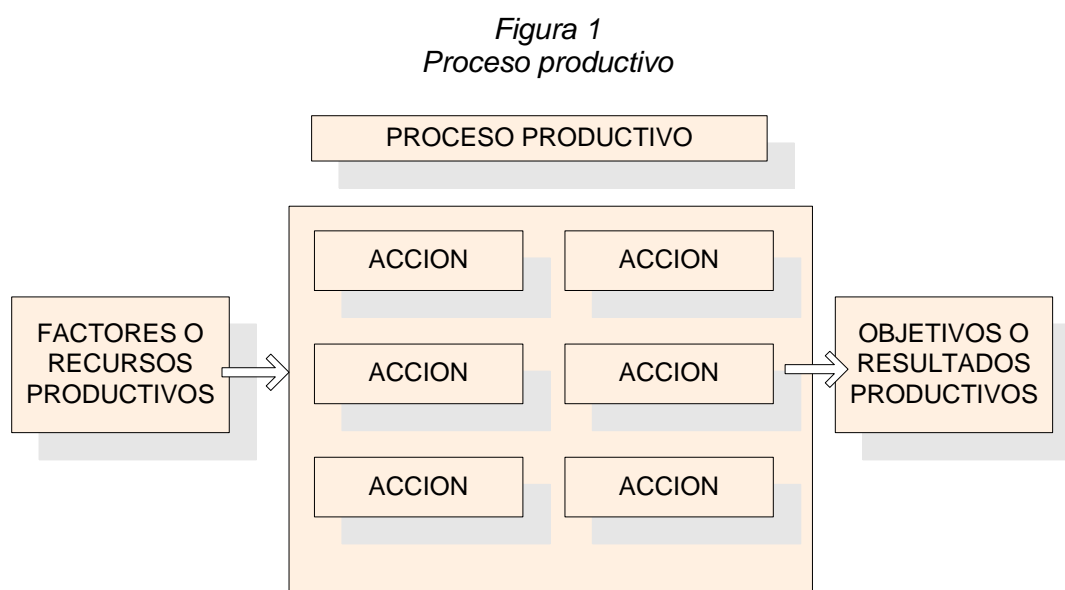 Figura 1
Proceso productivo
PROCESO PRODUCTIVO
FACTORES O
RECURSOS
PRODUCTIVOS
ACCION
ACCION
ACCION
ACCION
ACCION
ACCION
OBJETIVOS O
RESULTADOS
PRODUCTIVOS